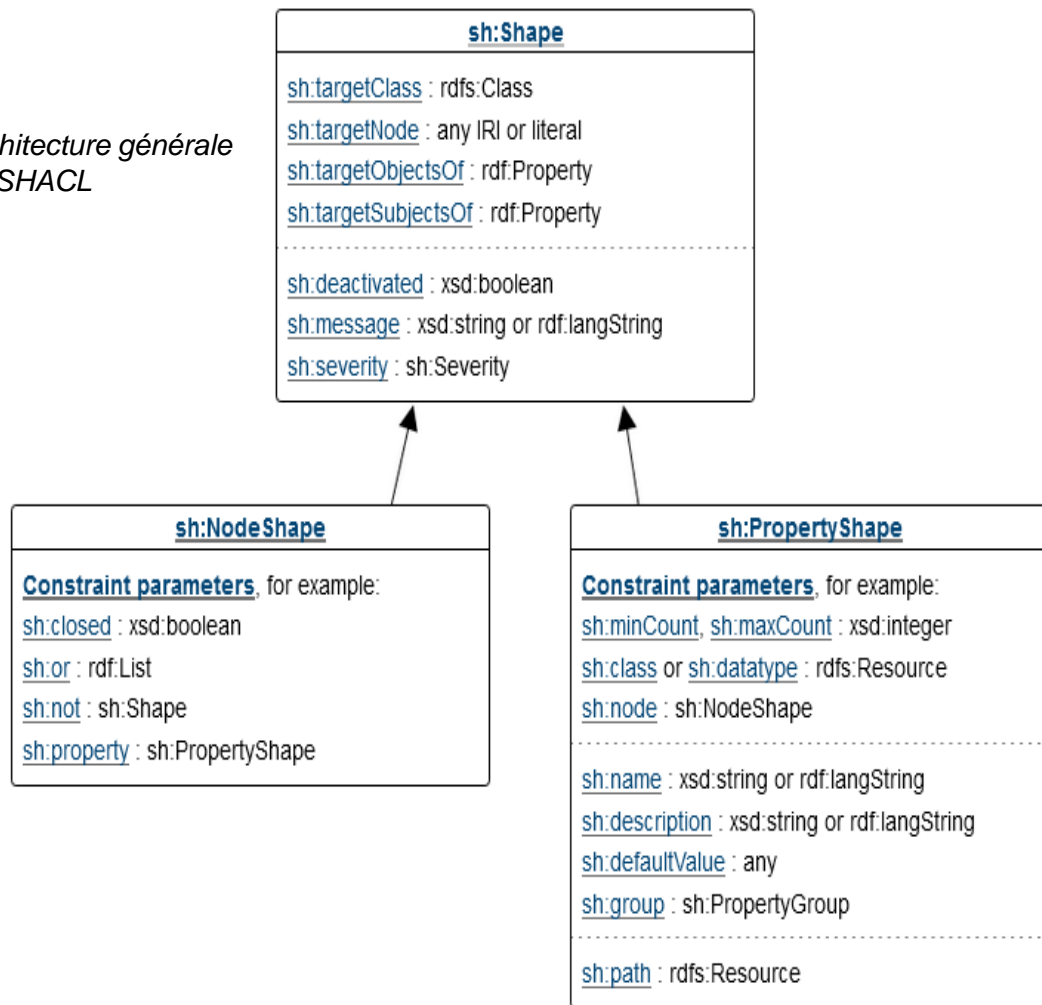 sh:Shape
sh:targetClass : rdfs:Class
sh:targetNode : any IRI or literal
sh:targetObjectsOf : rdf:Property
sh:targetSubjectsOf : rdf:Property
sh:deactivated : xsd:boolean
sh:message : xsd:string or rdf:langString
sh:severity : sh:Severity
hitecture générale
SHACL
sh:NodeShape
Constraint parameters, for example:
sh:closed : xsd:boolean
sh:or : rdf:List
sh:not : sh:Shape
sh:property : sh:PropertyShape
sh:PropertyShape
Constraint parameters, for example:
sh:minCount, sh:maxCount : xsd:integer
sh:class or sh:datatype : rdfs:Resource
sh:node : sh:NodeShape
sh:name : xsd:string or rdf:langString
sh:description : xsd:string or rdf:langString
sh:defaultValue : any
sh:group : sh:PropertyGroup
sh:path : rdfs:Resource